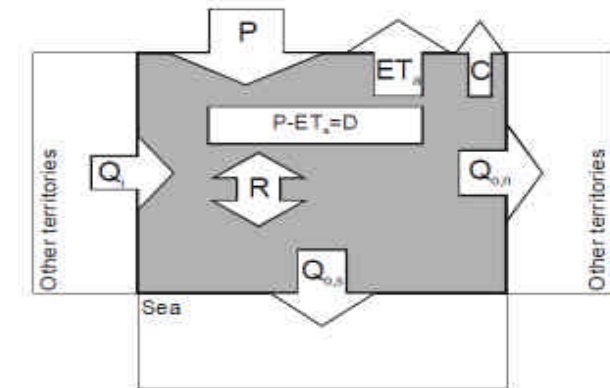 P
ETₐ
C
P-ETₐ=D
Other territories
Qᵢ
R
Qₒ,ₙ
Other territories
Qₒ,ₛ
Sea